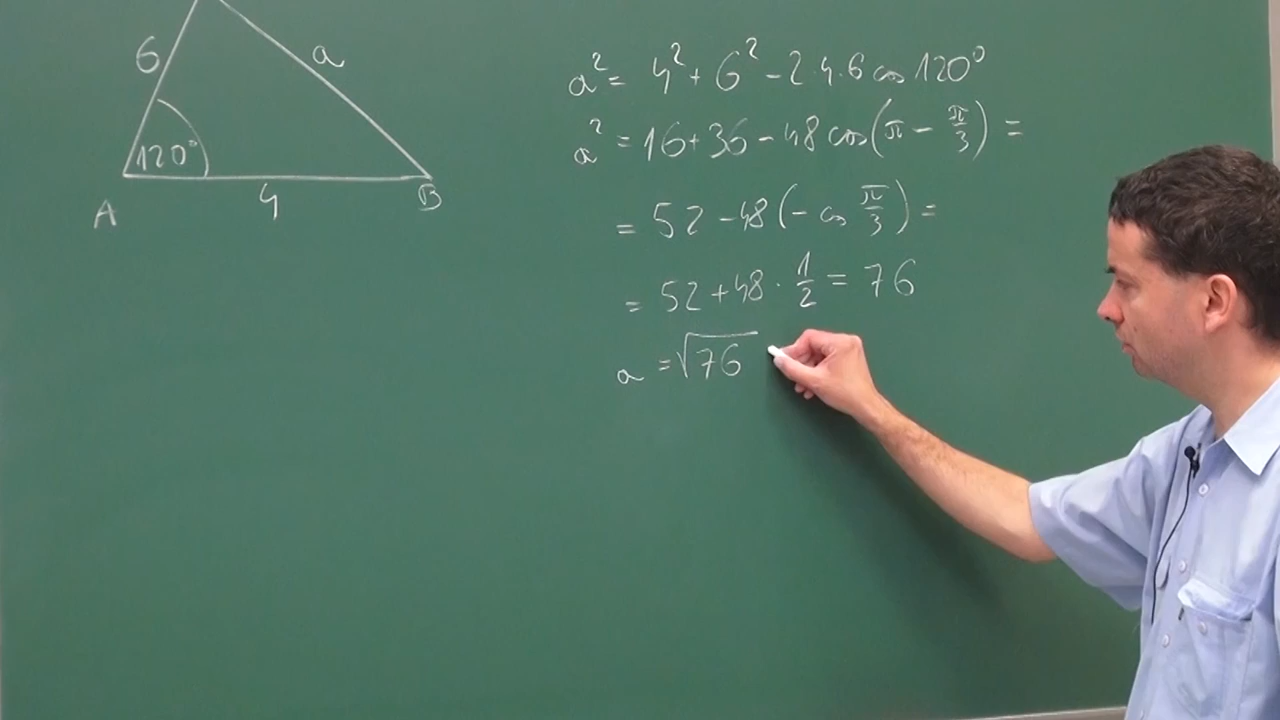 6 a
120°
A 4 B
a² = 4² + 6² - 2·4·6 cos 120°
a² = 16 + 36 - 48 cos(π - π/3) =
= 52 - 48 (- cos π/3) =
= 52 + 48 · 1/2 = 76
a = √76